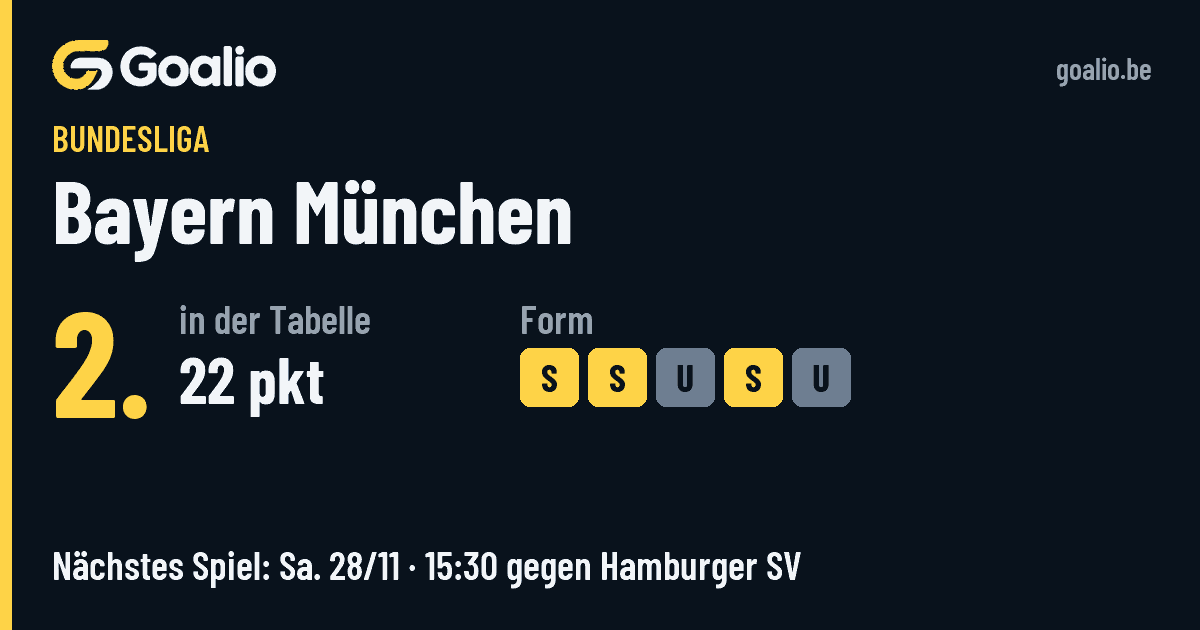 Goalio
goalio.be
BUNDESLIGA
Bayern München
2.
in der Tabelle
22 pkt
Form
S S U S U
Nächstes Spiel: Sa. 28/11 · 15:30 gegen Hamburger SV